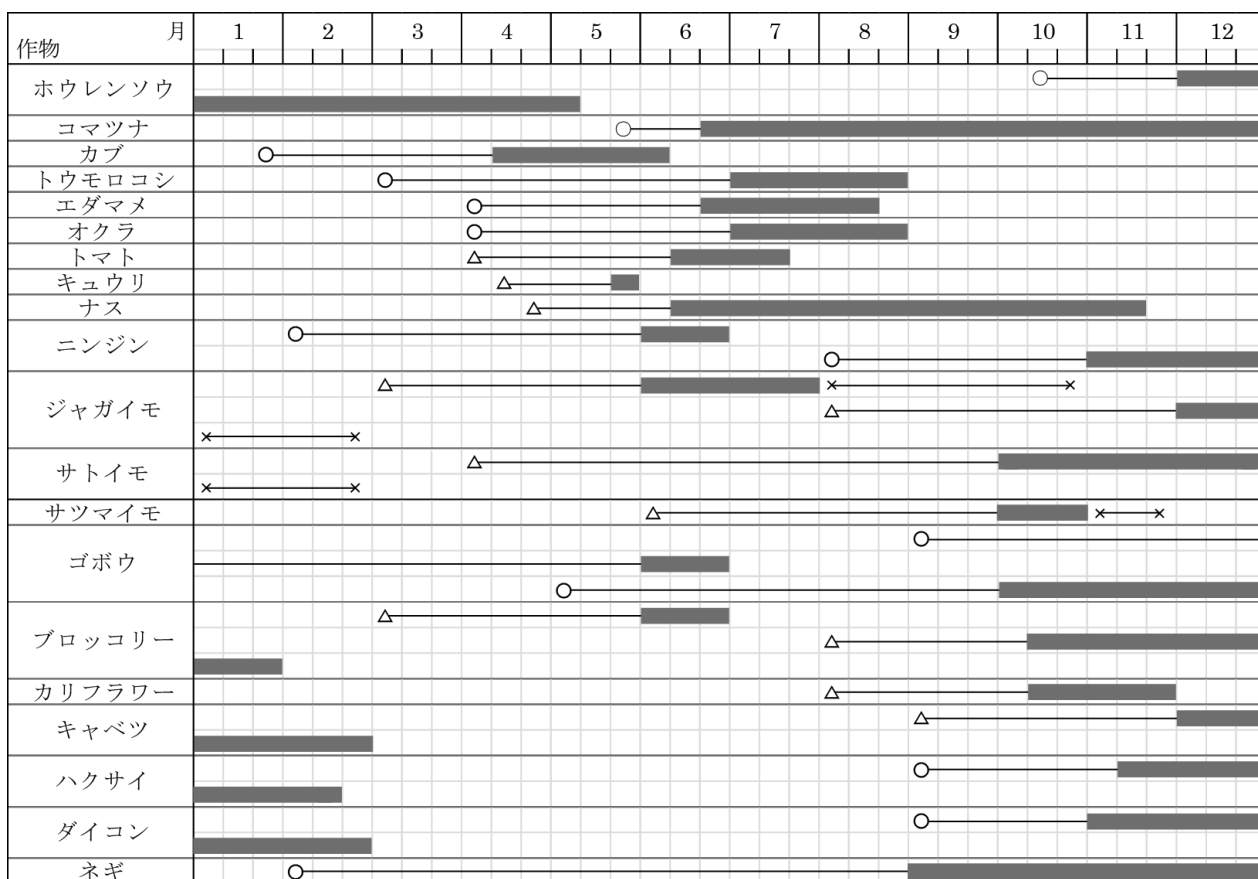 月
作物
1 2 3 4 5 6 7 8 9 10 11 12
ホウレンソウ
コマツナ
カブ
トウモロコシ
エダマメ
オクラ
トマト
キュウリ
ナス
ニンジン
ジャガイモ
サトイモ
サツマイモ
ゴボウ
ブロッコリー
カリフラワー
キャベツ
ハクサイ
ダイコン
ネギ